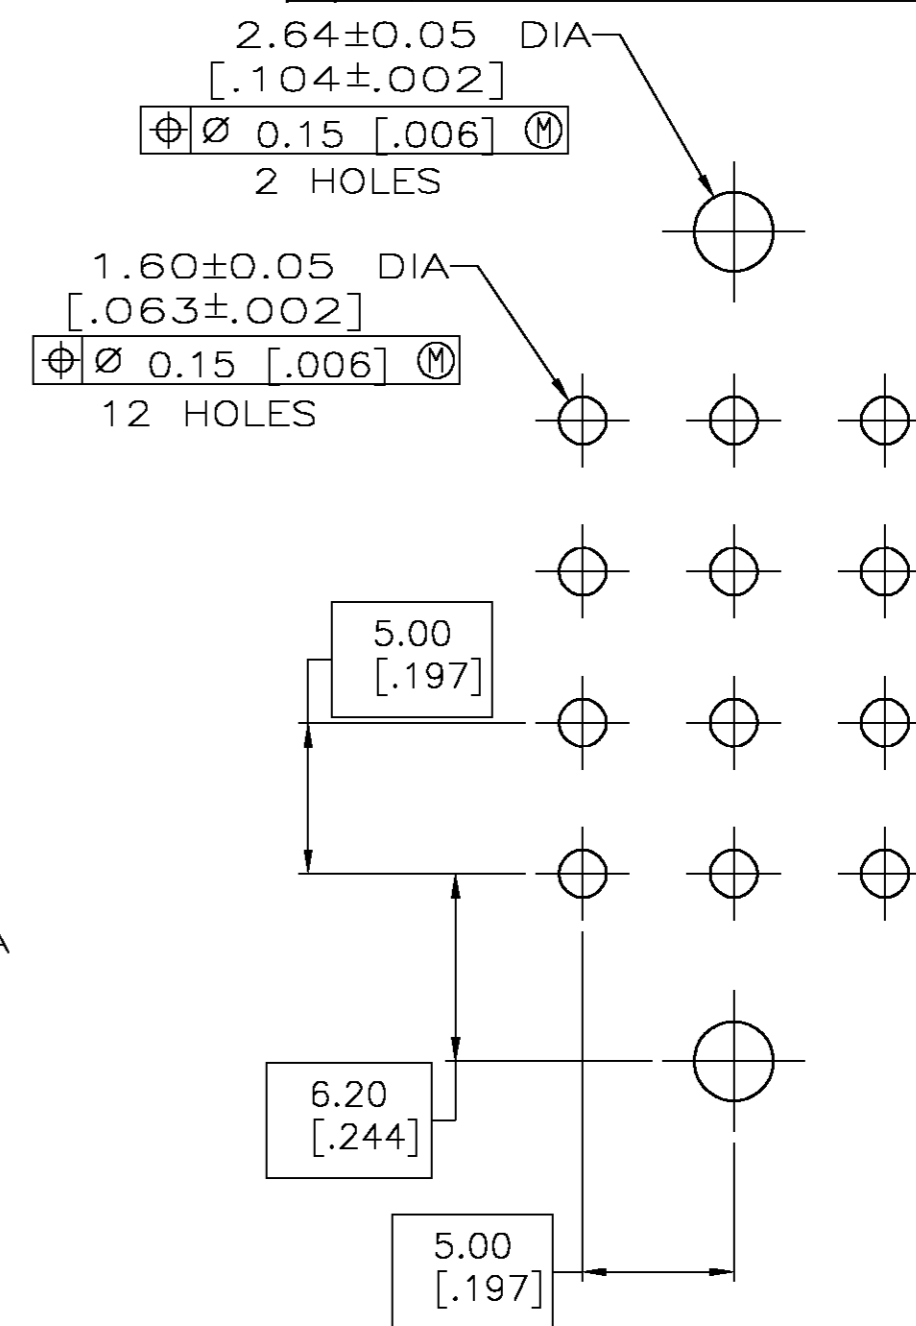 2.64±0.05 DIA
[.104±.002]
⌖ Ø 0.15 [.006] Ⓜ
2 HOLES
1.60±0.05 DIA
[.063±.002]
⌖ Ø 0.15 [.006] Ⓜ
12 HOLES
5.00
[.197]
A
6.20
[.244]
5.00
[.197]